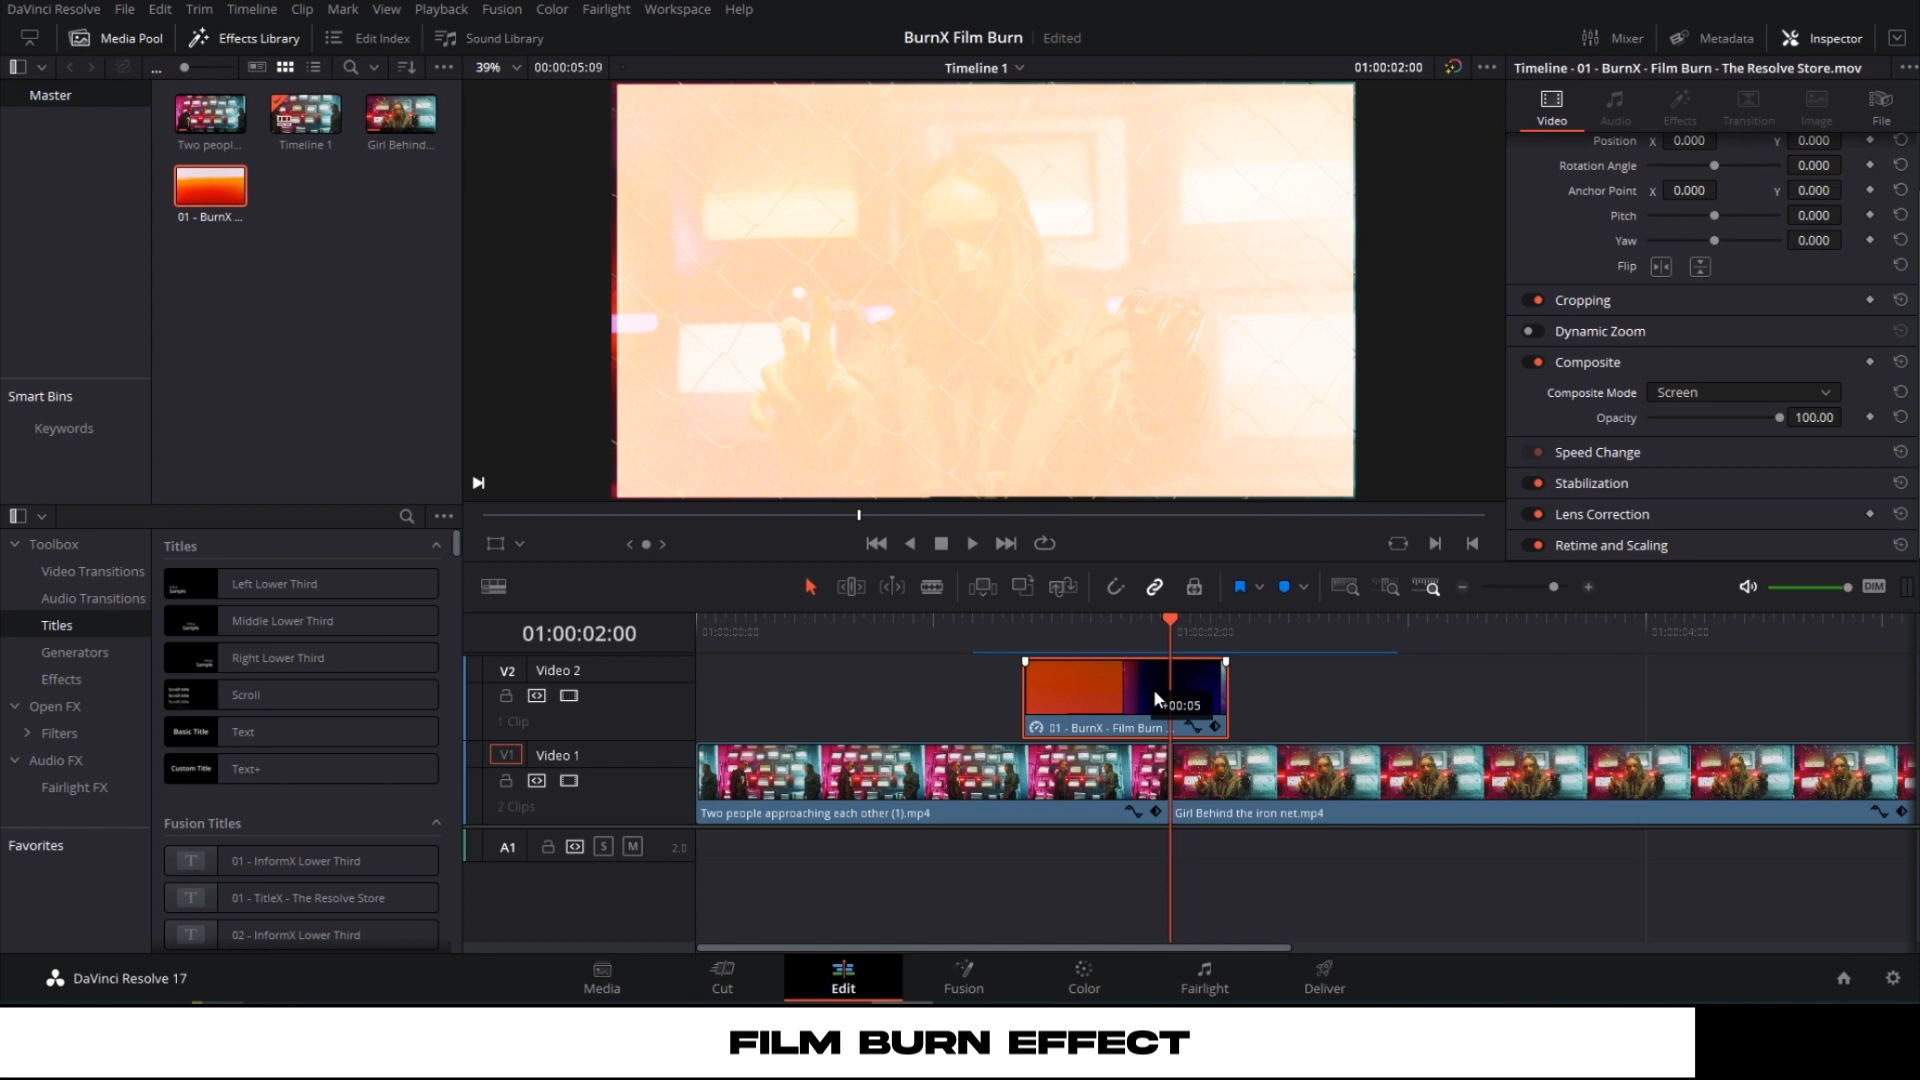 DaVinci Resolve File Edit Trim Timeline Clip Mark View Playback Fusion Color Fairlight Workspace Help
Media Pool Effects Library Edit Index Sound Library BurnX Film Burn Edited Mixer Metadata Inspector
39% 00:00:05:09 Timeline 1 01:00:02:00 Timeline - 01 - BurnX - Film Burn - The Resolve Store.mov
Master
Two peopl... Timeline 1 Girl Behind...
01 - BurnX ...
Smart Bins
Keywords
Video Audio Effects Transition Image File
Position X 0.000 Y 0.000
Rotation Angle 0.000
Anchor Point X 0.000 Y 0.000
Pitch 0.000
Yaw 0.000
Flip
Cropping
Dynamic Zoom
Composite
Composite Mode Screen
Opacity 100.00
Speed Change
Stabilization
Lens Correction
Retime and Scaling
Toolbox
Video Transitions
Audio Transitions
Titles
Generators
Effects
Open FX
Filters
Audio FX
Fairlight FX
Favorites
Titles
Left Lower Third
Middle Lower Third
Right Lower Third
Scroll
Basic Title Text
Custom Title Text+
Fusion Titles
T 01 - InformX Lower Third
T 01 - TitleX - The Resolve Store
T 02 - InformX Lower Third
DIM
01:00:02:00 01:00:00:00 01:00:02:00 01:00:04:00
V2 Video 2
1 Clip
+00:05
01 - BurnX - Film Burn ...
V1 Video 1
2 Clips
Two people approaching each other (1).mp4 Girl Behind the iron net.mp4
A1 S M 2.0
DaVinci Resolve 17 Media Cut Edit Fusion Color Fairlight Deliver
FILM BURN EFFECT